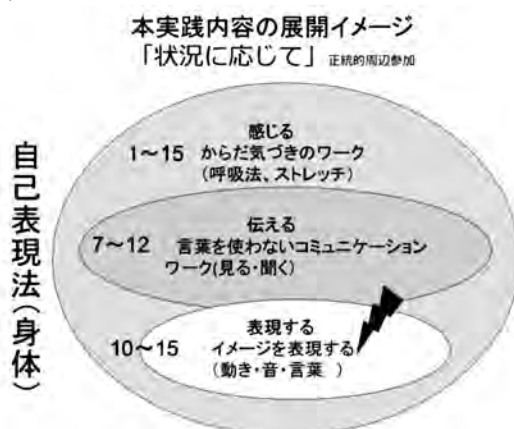 本実践内容の展開イメージ
「状況に応じて」 正統的周辺参加
自己表現法(身体)
感じる
1～15 からだ気づきのワーク
(呼吸法、ストレッチ)
伝える
7～12 言葉を使わないコミュニケーション
ワーク(見る・聞く)
表現する
10～15 イメージを表現する
(動き・音・言葉 )